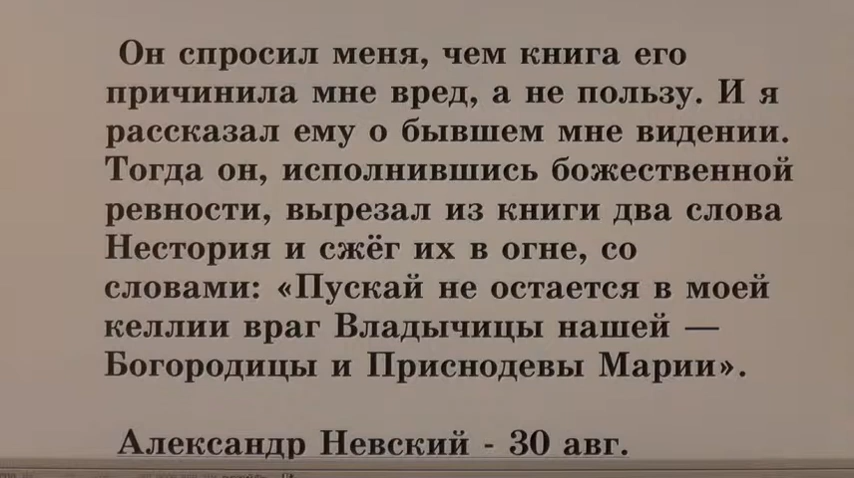 Он спросил меня, чем книга его
причинила мне вред, а не пользу. И я
рассказал ему о бывшем мне видении.
Тогда он, исполнившись божественной
ревности, вырезал из книги два слова
Нестория и сжёг их в огне, со
словами: «Пускай не остается в моей
келлии враг Владычицы нашей —
Богородицы и Приснодевы Марии».
Александр Невский - 30 авг.